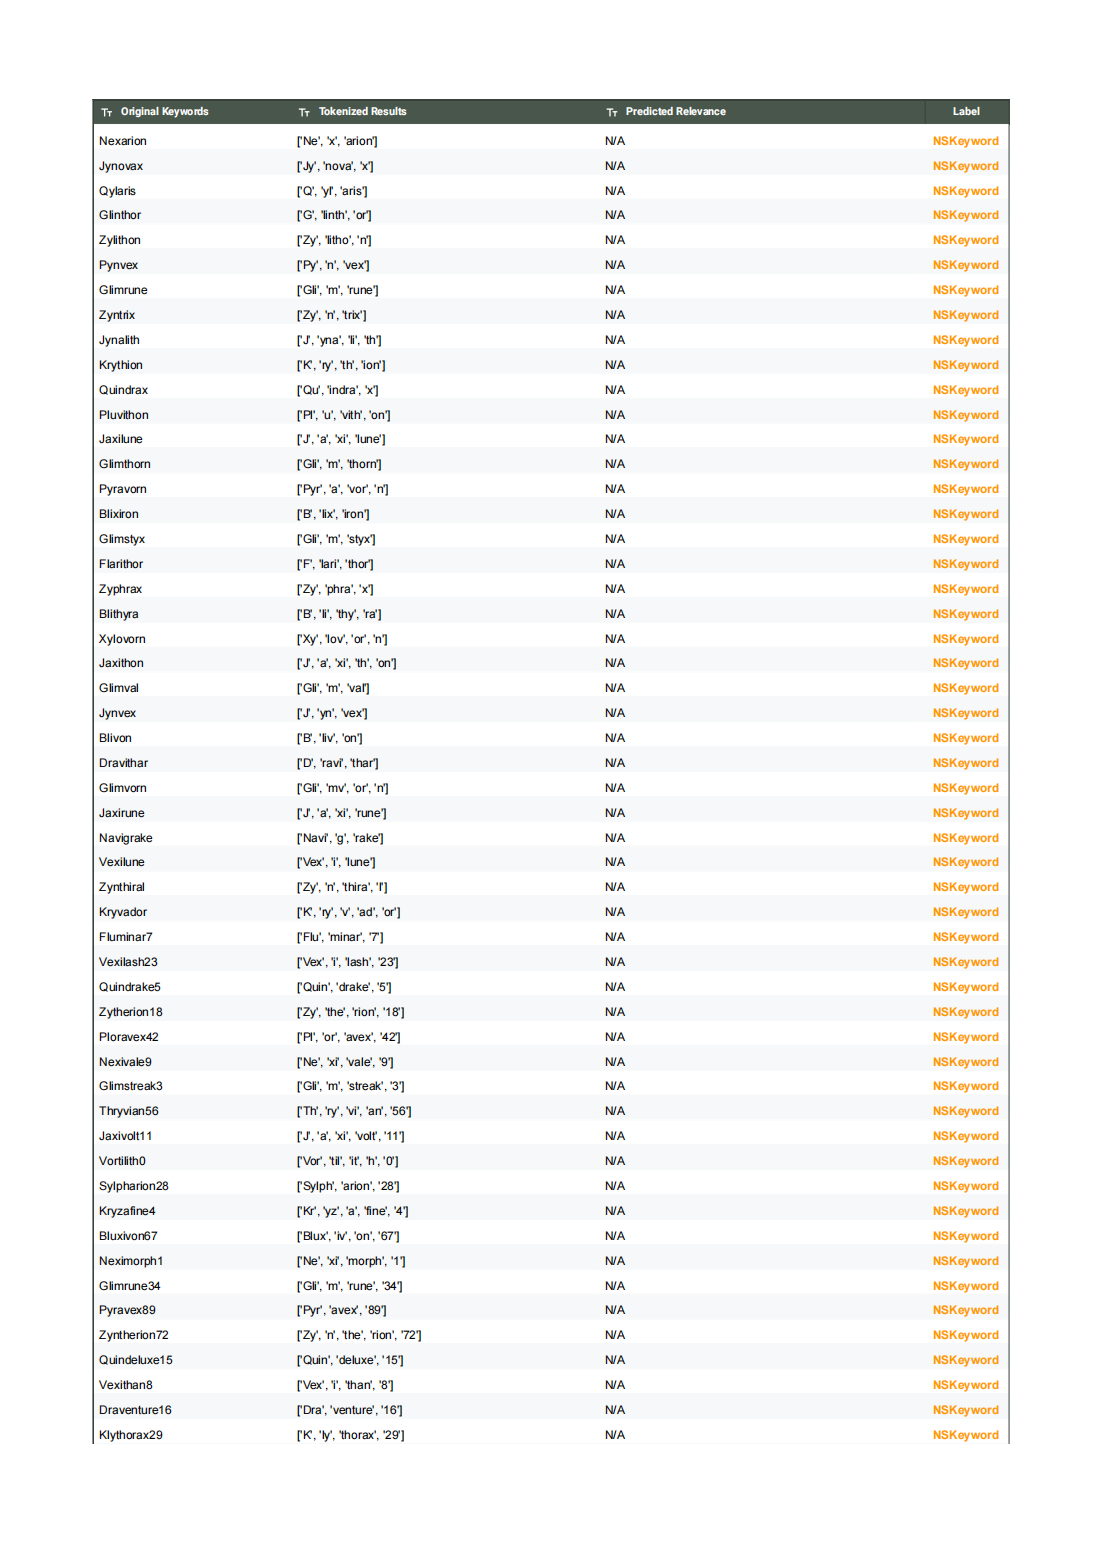 Original Keywords Tokenized Results Predicted Relevance Label
Nexarion ['Ne', 'x', 'arion'] N/A NSKeyword
Jynovax ['Jy', 'nova', 'x'] N/A NSKeyword
Qylaris ['Q', 'yl', 'aris'] N/A NSKeyword
Glinthor ['G', 'linth', 'or'] N/A NSKeyword
Zylithon ['Zy', 'litho', 'n'] N/A NSKeyword
Pynvex ['Py', 'n', 'vex'] N/A NSKeyword
Glimrune ['Gli', 'm', 'rune'] N/A NSKeyword
Zyntrix ['Zy', 'n', 'trix'] N/A NSKeyword
Jynalith ['J', 'yna', 'li', 'th'] N/A NSKeyword
Krythion ['K', 'ry', 'th', 'ion'] N/A NSKeyword
Quindrax ['Qu', 'indra', 'x'] N/A NSKeyword
Pluvithon ['Pl', 'u', 'vith', 'on'] N/A NSKeyword
Jaxilune ['J', 'a', 'xi', 'lune'] N/A NSKeyword
Glimthorn ['Gli', 'm', 'thorn'] N/A NSKeyword
Pyravorn ['Pyr', 'a', 'vor', 'n'] N/A NSKeyword
Blixiron ['B', 'lix', 'iron'] N/A NSKeyword
Glimstyx ['Gli', 'm', 'styx'] N/A NSKeyword
Flarithor ['F', 'lari', 'thor'] N/A NSKeyword
Zyphrax ['Zy', 'phra', 'x'] N/A NSKeyword
Blithyra ['B', 'li', 'thy', 'ra'] N/A NSKeyword
Xylovorn ['Xy', 'lov', 'or', 'n'] N/A NSKeyword
Jaxithon ['J', 'a', 'xi', 'th', 'on'] N/A NSKeyword
Glimval ['Gli', 'm', 'val'] N/A NSKeyword
Jynvex ['J', 'yn', 'vex'] N/A NSKeyword
Blivon ['B', 'liv', 'on'] N/A NSKeyword
Dravithar ['D', 'ravi', 'thar'] N/A NSKeyword
Glimvorn ['Gli', 'mv', 'or', 'n'] N/A NSKeyword
Jaxirune ['J', 'a', 'xi', 'rune'] N/A NSKeyword
Navigrake ['Navi', 'g', 'rake'] N/A NSKeyword
Vexilune ['Vex', 'i', 'lune'] N/A NSKeyword
Zynthiral ['Zy', 'n', 'thira', 'l'] N/A NSKeyword
Kryvador ['K', 'ry', 'v', 'ad', 'or'] N/A NSKeyword
Fluminar7 ['Flu', 'minar', '7'] N/A NSKeyword
Vexilash23 ['Vex', 'i', 'lash', '23'] N/A NSKeyword
Quindrake5 ['Quin', 'drake', '5'] N/A NSKeyword
Zytherion18 ['Zy', 'the', 'rion', '18'] N/A NSKeyword
Ploravex42 ['Pl', 'or', 'avex', '42'] N/A NSKeyword
Nexivale9 ['Ne', 'xi', 'vale', '9'] N/A NSKeyword
Glimstreak3 ['Gli', 'm', 'streak', '3'] N/A NSKeyword
Thryvian56 ['Th', 'ry', 'vi', 'an', '56'] N/A NSKeyword
Jaxivolt11 ['J', 'a', 'xi', 'volt', '11'] N/A NSKeyword
Vortilith0 ['Vor', 'til', 'it', 'h', '0'] N/A NSKeyword
Sylpharion28 ['Sylph', 'arion', '28'] N/A NSKeyword
Kryzafine4 ['Kr', 'yz', 'a', 'fine', '4'] N/A NSKeyword
Bluxivon67 ['Blux', 'iv', 'on', '67'] N/A NSKeyword
Neximorph1 ['Ne', 'xi', 'morph', '1'] N/A NSKeyword
Glimrune34 ['Gli', 'm', 'rune', '34'] N/A NSKeyword
Pyravex89 ['Pyr', 'avex', '89'] N/A NSKeyword
Zyntherion72 ['Zy', 'n', 'the', 'rion', '72'] N/A NSKeyword
Quindeluxe15 ['Quin', 'deluxe', '15'] N/A NSKeyword
Vexithan8 ['Vex', 'i', 'than', '8'] N/A NSKeyword
Draventure16 ['Dra', 'venture', '16'] N/A NSKeyword
Klythorax29 ['K', 'ly', 'thorax', '29'] N/A NSKeyword